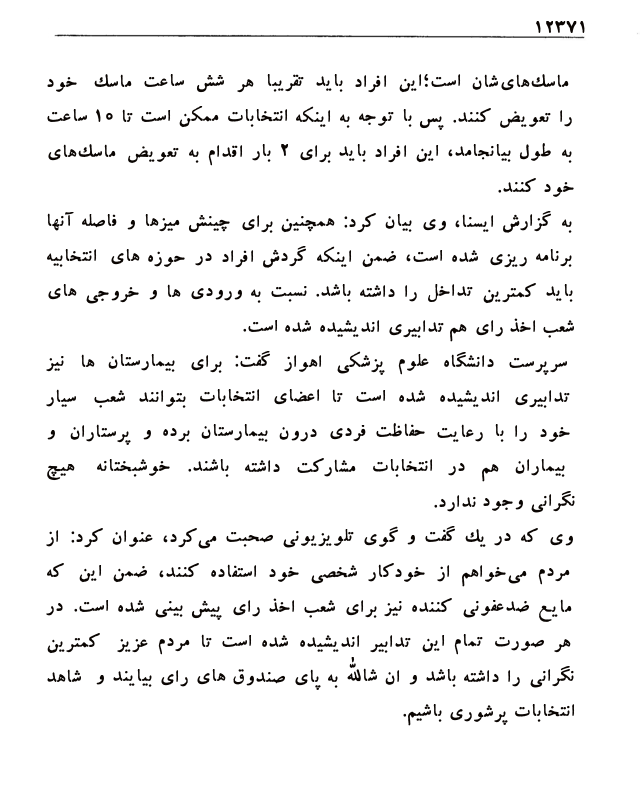 ۱۲۳۷۱
ماسك‌های‌شان است؛این افراد باید تقریبا هر شش ساعت ماسك خود
را تعویض کنند. پس با توجه به اینکه انتخابات ممکن است تا ۱۰ ساعت
به طول بیانجامد، این افراد باید برای ۲ بار اقدام به تعویض ماسك‌های
خود کنند.
به گزارش ایسنا، وی بیان کرد: همچنین برای چینش میزها و فاصله آنها
برنامه ریزی شده است، ضمن اینکه گردش افراد در حوزه های انتخابیه
باید کمترین تداخل را داشته باشد. نسبت به ورودی ها و خروجی های
شعب اخذ رای هم تدابیری اندیشیده شده است.
سرپرست دانشگاه علوم پزشکی اهواز گفت: برای بیمارستان ها نیز
تدابیری اندیشیده شده است تا اعضای انتخابات بتوانند شعب سیار
خود را با رعایت حفاظت فردی درون بیمارستان برده و پرستاران و
بیماران هم در انتخابات مشارکت داشته باشند. خوشبختانه هیچ
نگرانی وجود ندارد.
وی که در یك گفت و گوی تلویزیونی صحبت می‌کرد، عنوان کرد: از
مردم می‌خواهم از خودکار شخصی خود استفاده کنند، ضمن این که
مایع ضدعفونی کننده نیز برای شعب اخذ رای پیش بینی شده است. در
هر صورت تمام این تدابیر اندیشیده شده است تا مردم عزیز کمترین
نگرانی را داشته باشد و ان شالله به پای صندوق های رای بیایند و شاهد
انتخابات پرشوری باشیم.